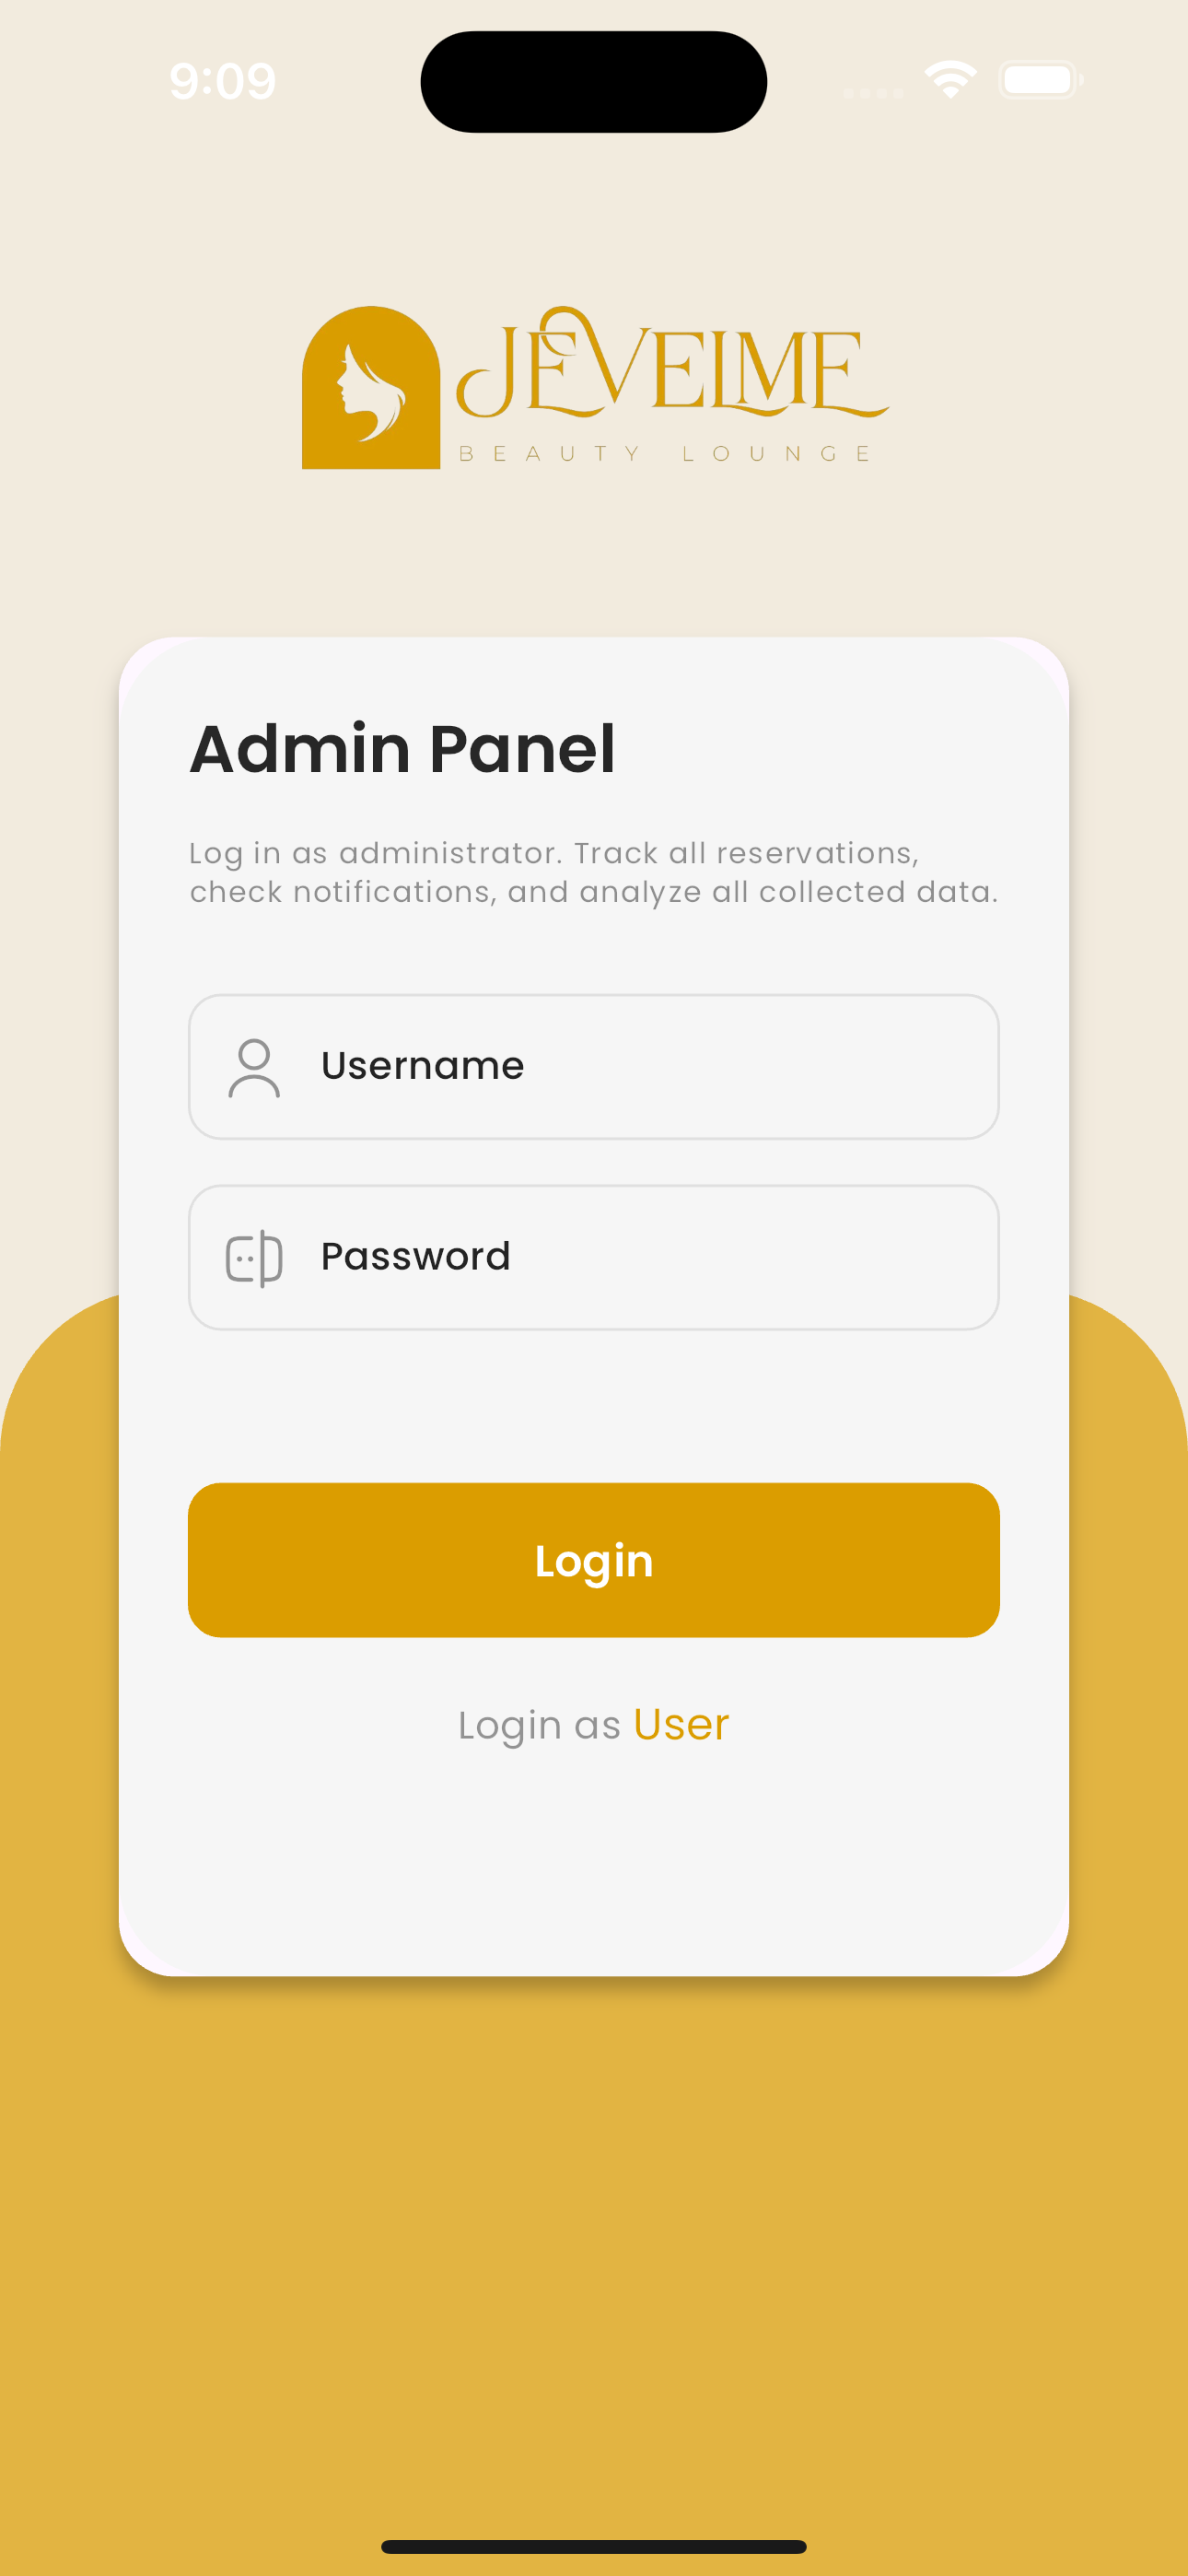 9:09
JEVEIME
BEAUTY LOUNGE
Admin Panel
Log in as administrator. Track all reservations,
check notifications, and analyze all collected data.
Username
Password
Login
Login as User